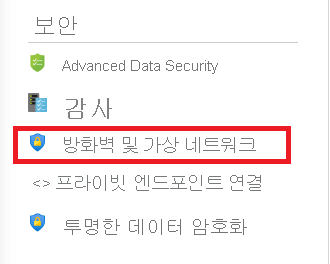 보안
Advanced Data Security
감 사
방화벽 및 가상 네트워크
<> 프라이빗 엔드포인트 연결
투명한 데이터 암호화